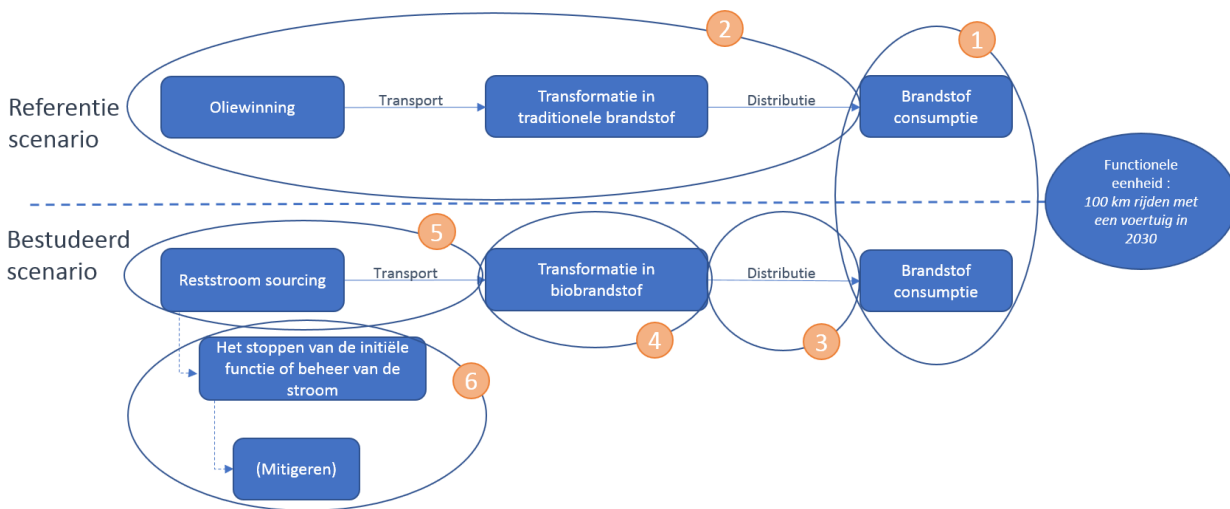 2
1
Referentie
scenario
Oliewinning
Transport
Transformatie in
traditionele brandstof
Distributie
Brandstof
consumptie
Functionele
eenheid :
100 km rijden met
een voertuig in
2030
Bestudeerd
scenario
5
Reststroom sourcing
Transport
Transformatie in
biobrandstof
Distributie
Brandstof
consumptie
4
3
Het stoppen van de initiële
functie of beheer van de
stroom
6
(Mitigeren)